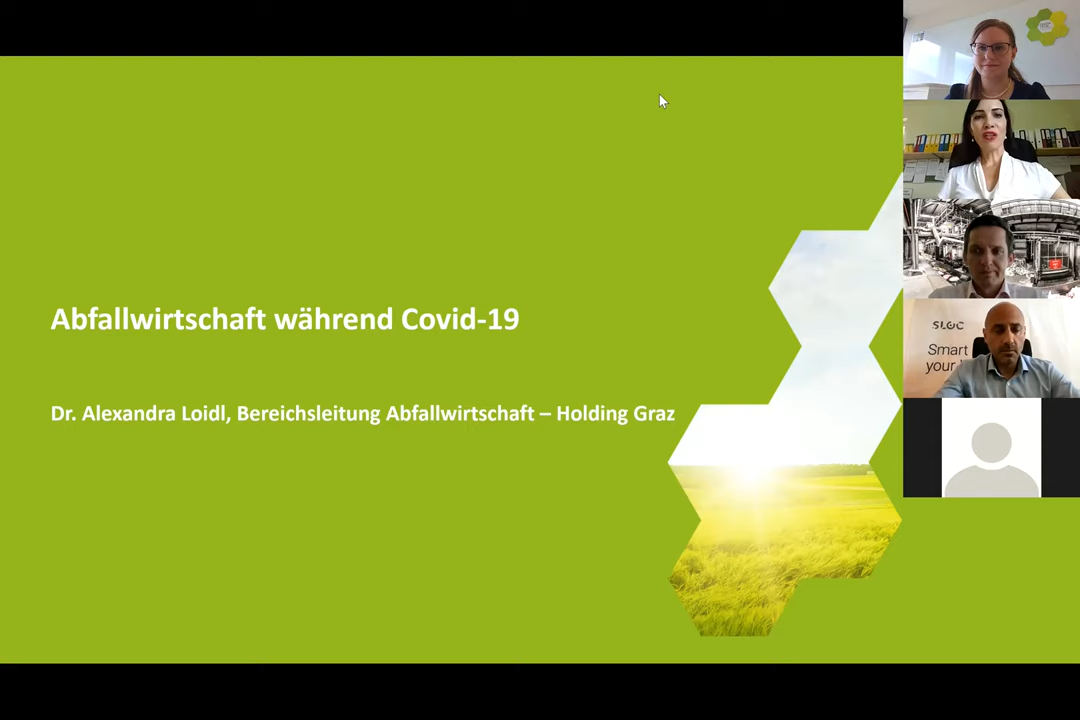 Abfallwirtschaft während Covid-19
Dr. Alexandra Loidl, Bereichsleitung Abfallwirtschaft – Holding Graz
SLOC
Smart
your